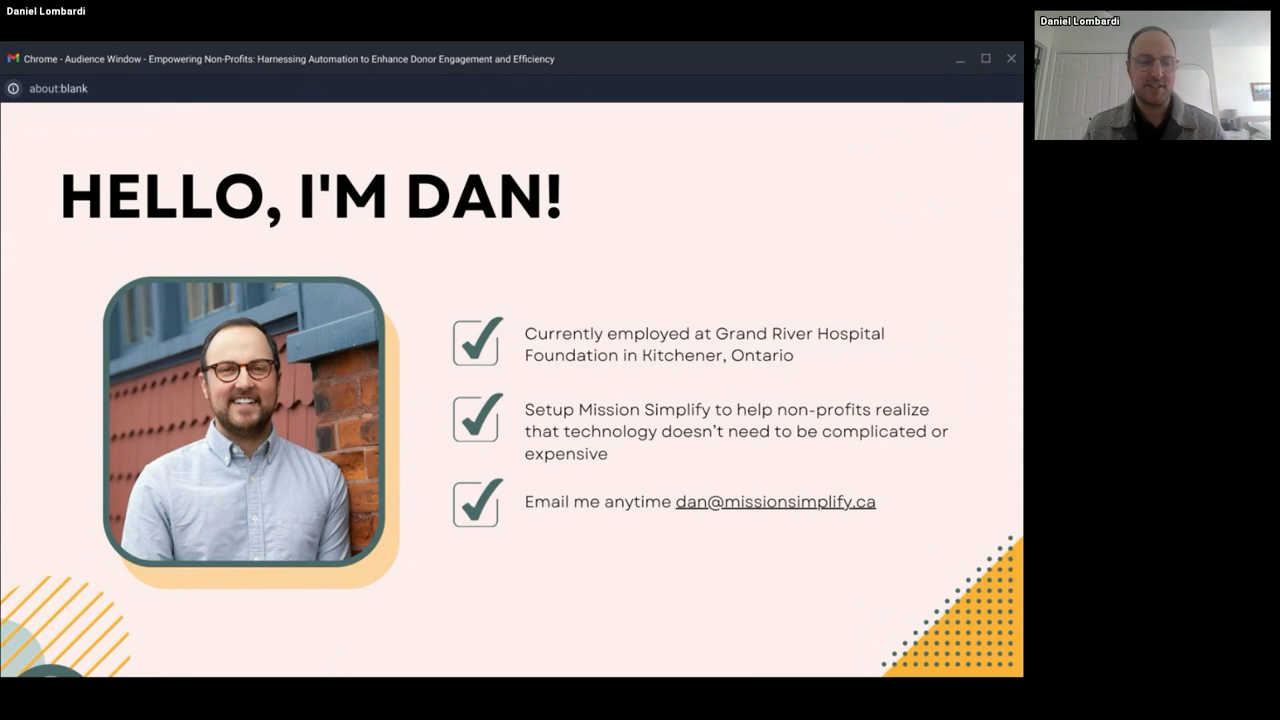 Daniel Lombardi
Daniel Lombardi
Chrome - Audience Window - Empowering Non-Profits: Harnessing Automation to Enhance Donor Engagement and Efficiency
about:blank
HELLO, I'M DAN!
Currently employed at Grand River Hospital
Foundation in Kitchener, Ontario
Setup Mission Simplify to help non-profits realize
that technology doesn't need to be complicated or
expensive
Email me anytime dan@missionsimplify.ca